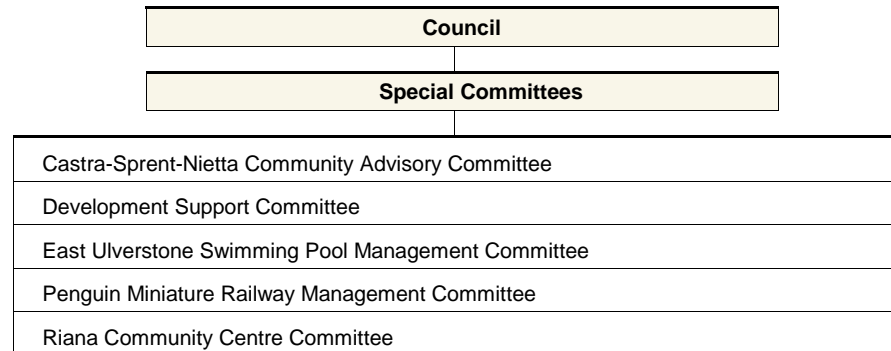 Council
Special Committees
Castra-Sprent-Nietta Community Advisory Committee
Development Support Committee
East Ulverstone Swimming Pool Management Committee
Penguin Miniature Railway Management Committee
Riana Community Centre Committee